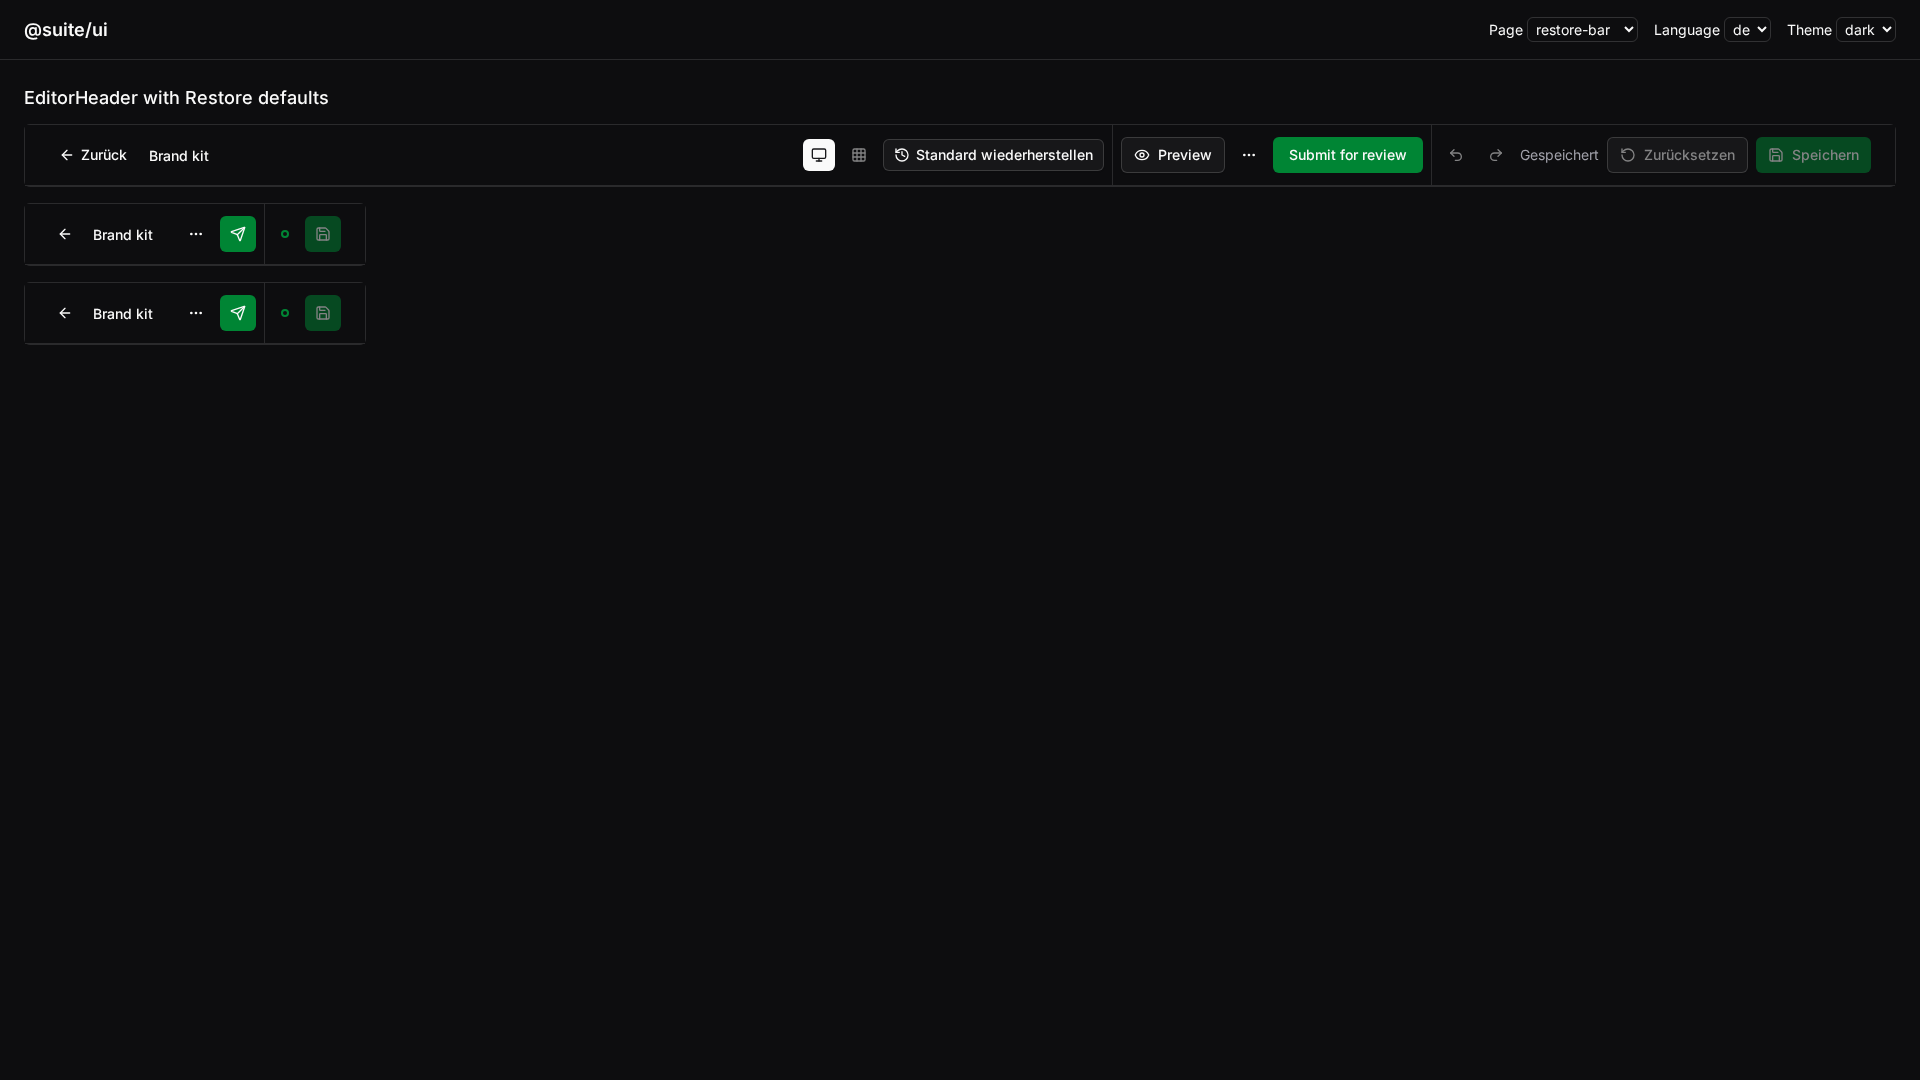 @suite/ui
Page restore-bar Language de Theme dark
EditorHeader with Restore defaults
Zurück Brand kit Standard wiederherstellen Preview Submit for review Gespeichert Zurücksetzen Speichern
Brand kit
Brand kit